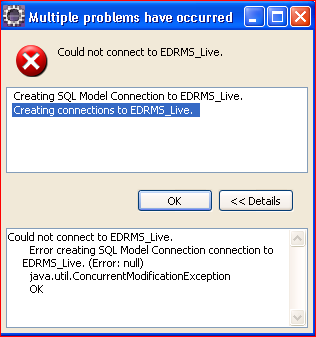 Multiple problems have occurred
Could not connect to EDRMS_Live.
Creating SQL Model Connection to EDRMS_Live.
Creating connections to EDRMS_Live.
OK
<< Details
Could not connect to EDRMS_Live.
Error creating SQL Model Connection connection to
EDRMS_Live. (Error: null)
java.util.ConcurrentModificationException
OK